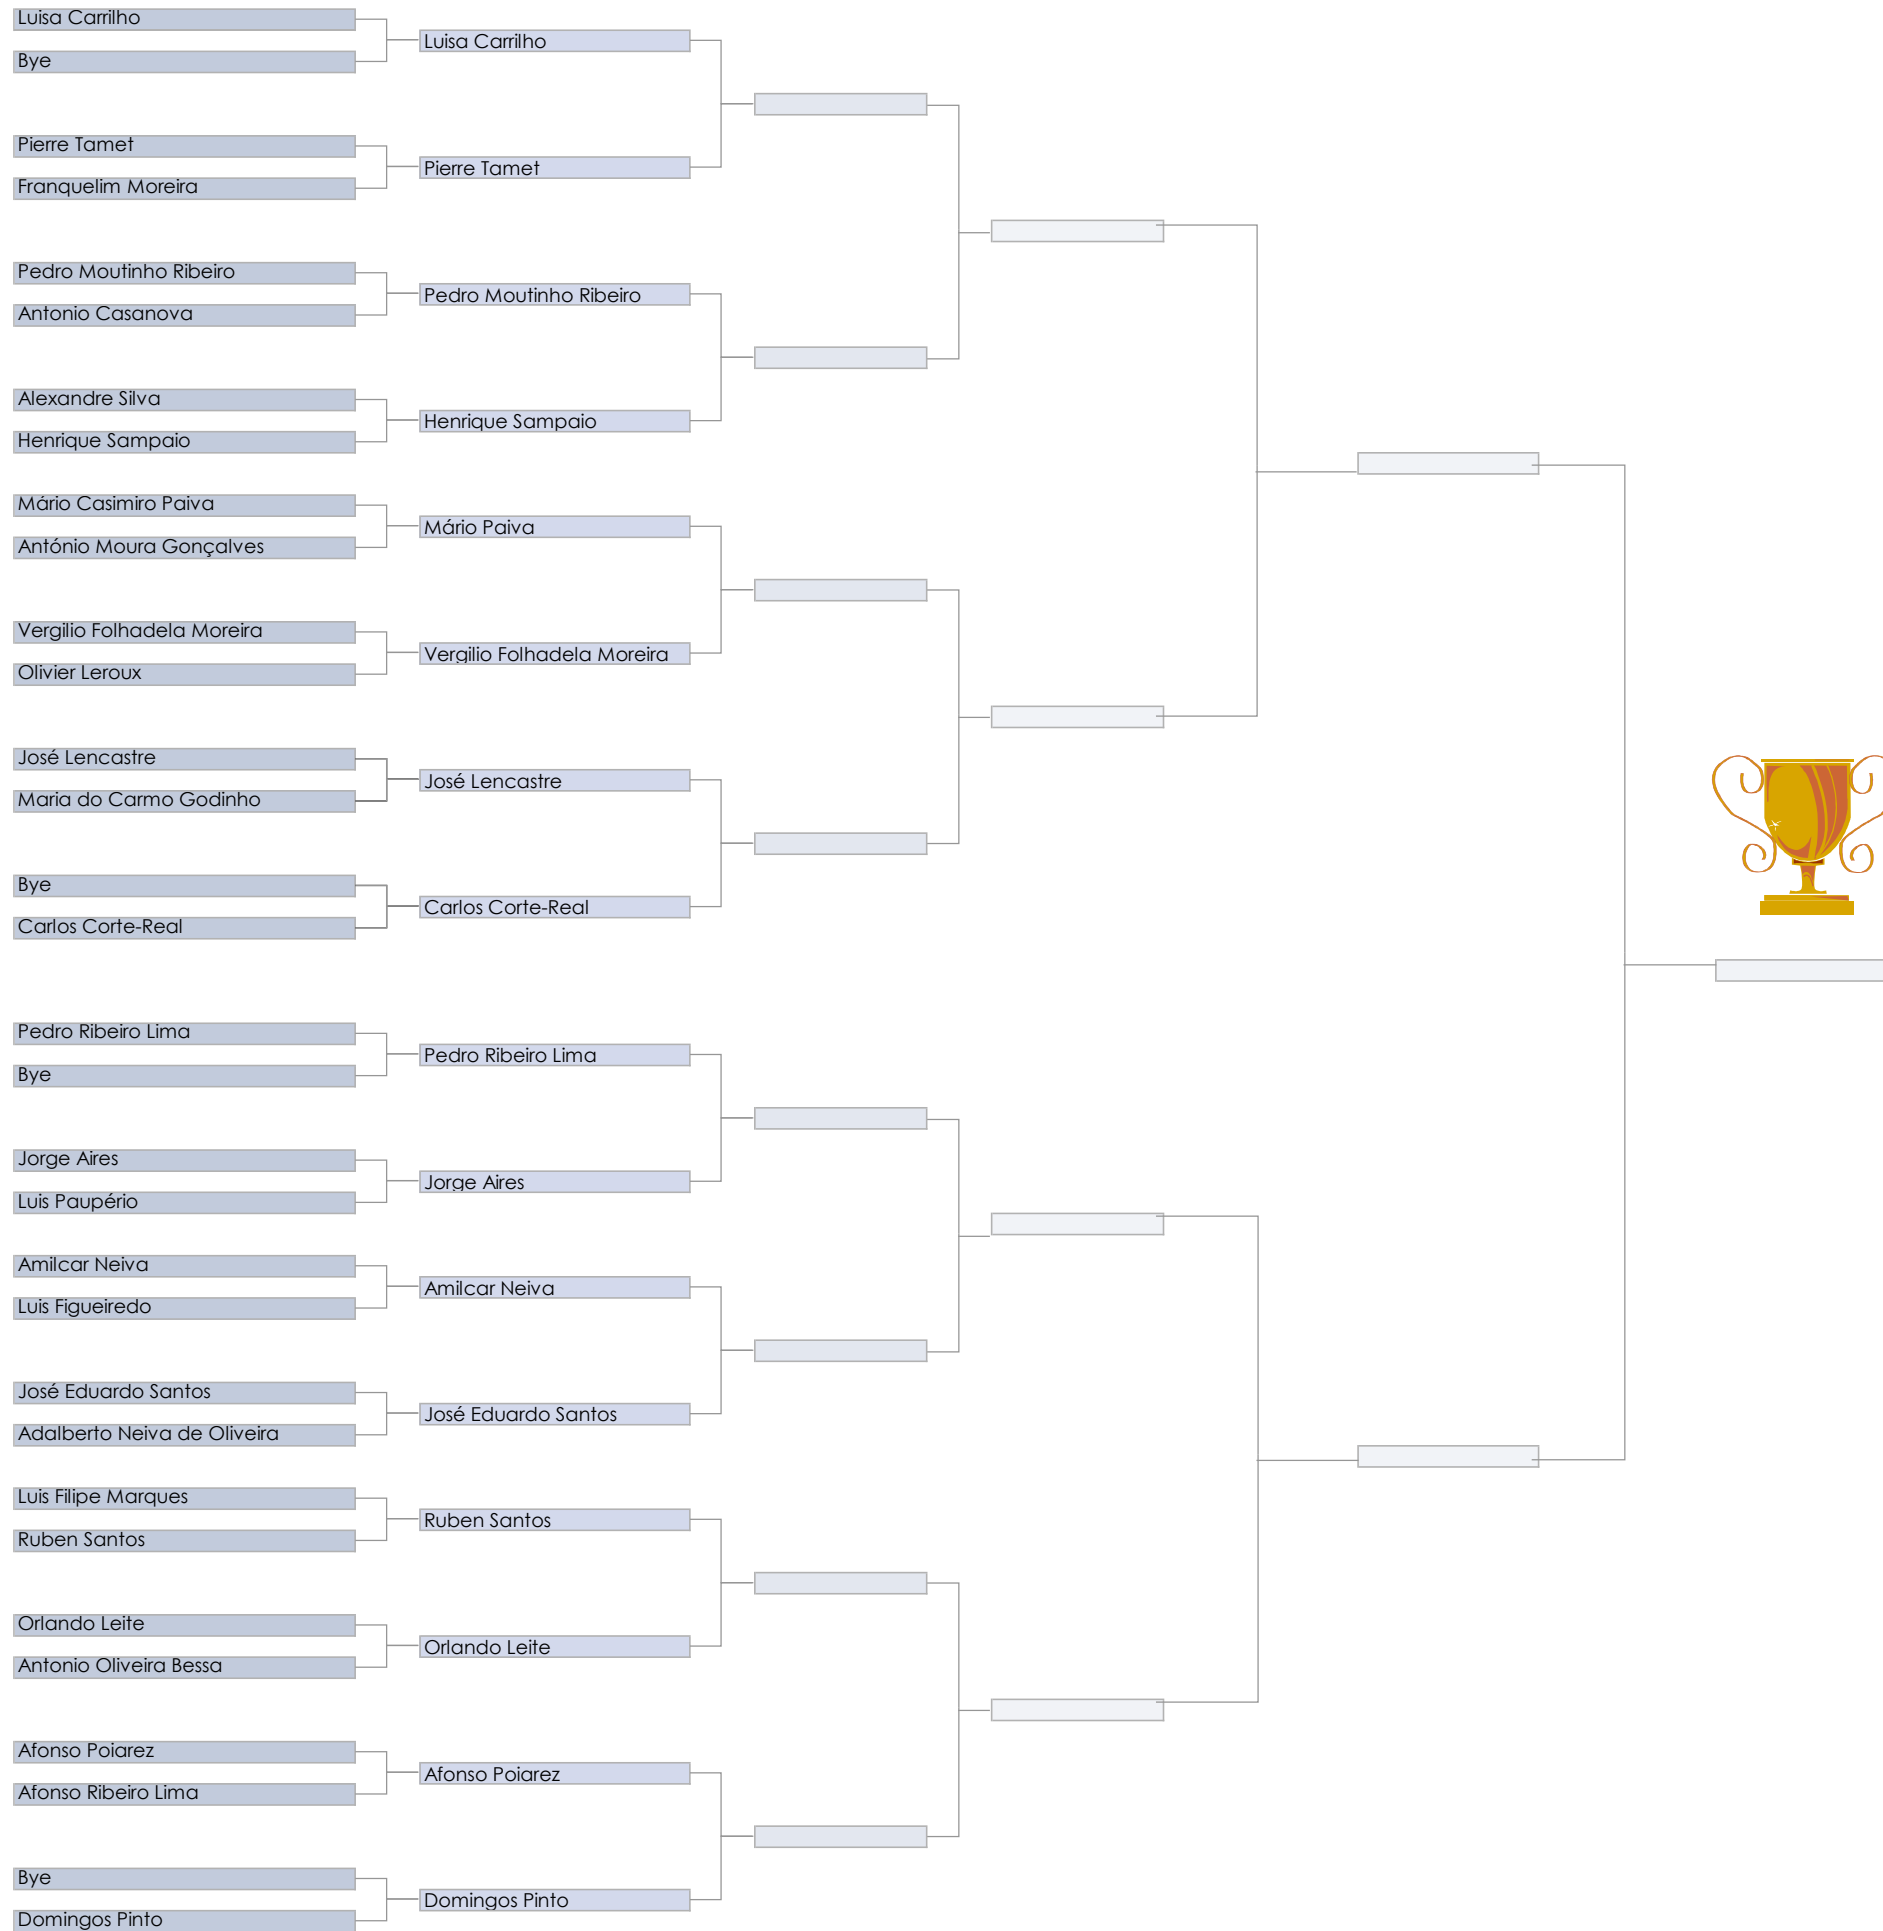 Luisa Carrilho
Bye
Luisa Carrilho
Pierre Tamet
Franquelim Moreira
Pierre Tamet
Pedro Moutinho Ribeiro
Antonio Casanova
Pedro Moutinho Ribeiro
Alexandre Silva
Henrique Sampaio
Henrique Sampaio
Mário Casimiro Paiva
António Moura Gonçalves
Mário Paiva
Vergilio Folhadela Moreira
Olivier Leroux
Vergilio Folhadela Moreira
José Lencastre
Maria do Carmo Godinho
José Lencastre
Bye
Carlos Corte-Real
Carlos Corte-Real
Pedro Ribeiro Lima
Bye
Pedro Ribeiro Lima
Jorge Aires
Luis Paupério
Jorge Aires
Amilcar Neiva
Luis Figueiredo
Amilcar Neiva
José Eduardo Santos
Adalberto Neiva de Oliveira
José Eduardo Santos
Luis Filipe Marques
Ruben Santos
Ruben Santos
Orlando Leite
Antonio Oliveira Bessa
Orlando Leite
Afonso Poiarez
Afonso Ribeiro Lima
Afonso Poiarez
Bye
Domingos Pinto
Domingos Pinto